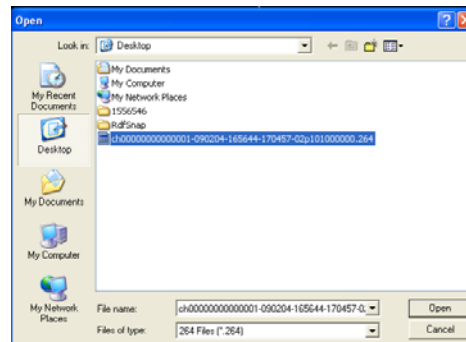 Open
Look in: Desktop
My Documents
My Computer
My Network Places
1556546
RdfSnap
ch00000000000001-090204-165644-170457-02p101000000.264
My Recent
Documents
Desktop
My Documents
My Computer
My Network
Places
File name: ch00000000000001-090204-165644-170457-0.
Open
Files of type: 264 Files (*.264)
Cancel